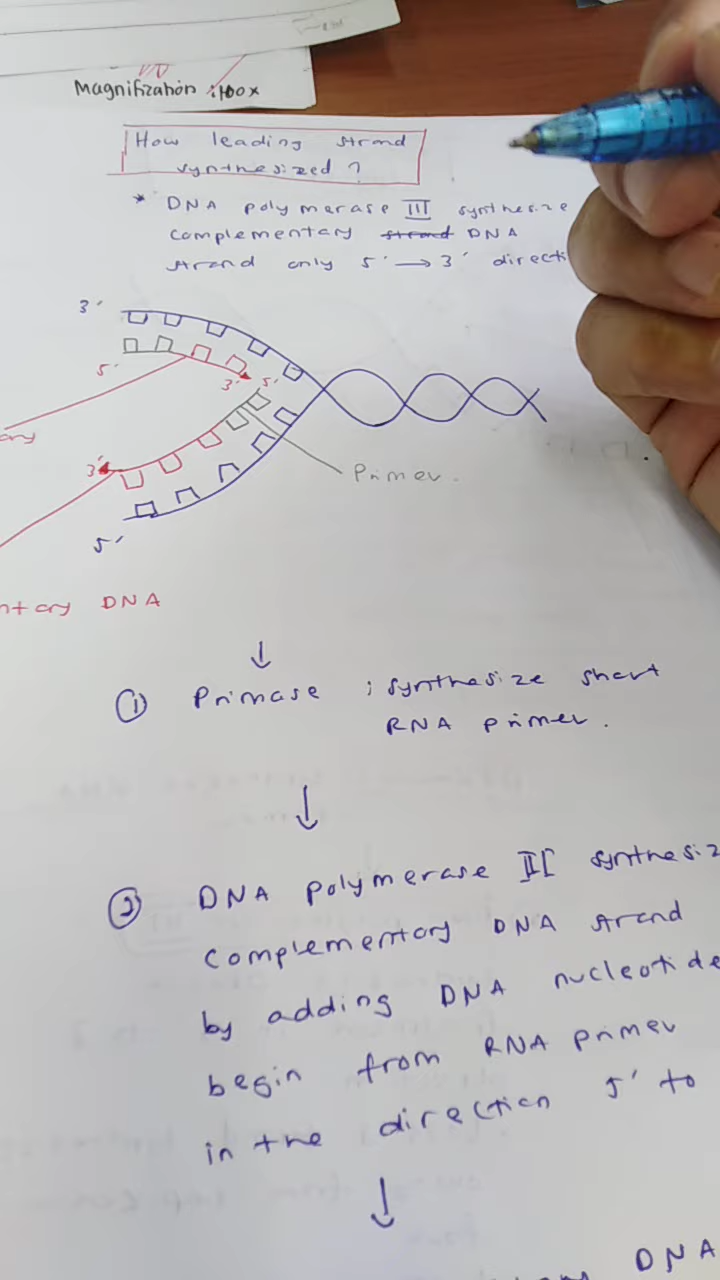 Magnification : 100x
How leading strand
synthesized ?
* DNA polymerase III synthesize
complementary strand DNA
strand only 5' → 3' directi
3'
5'
3'
5'
ary
3'
Primer.
5'
ntary DNA
↓
① Primase ; synthesize short
RNA primer.
↓
② DNA polymerase III synthesiz
complementary DNA strand
by adding DNA nucleotide
begin from RNA primer
in the direction 5' to
↓
DNA